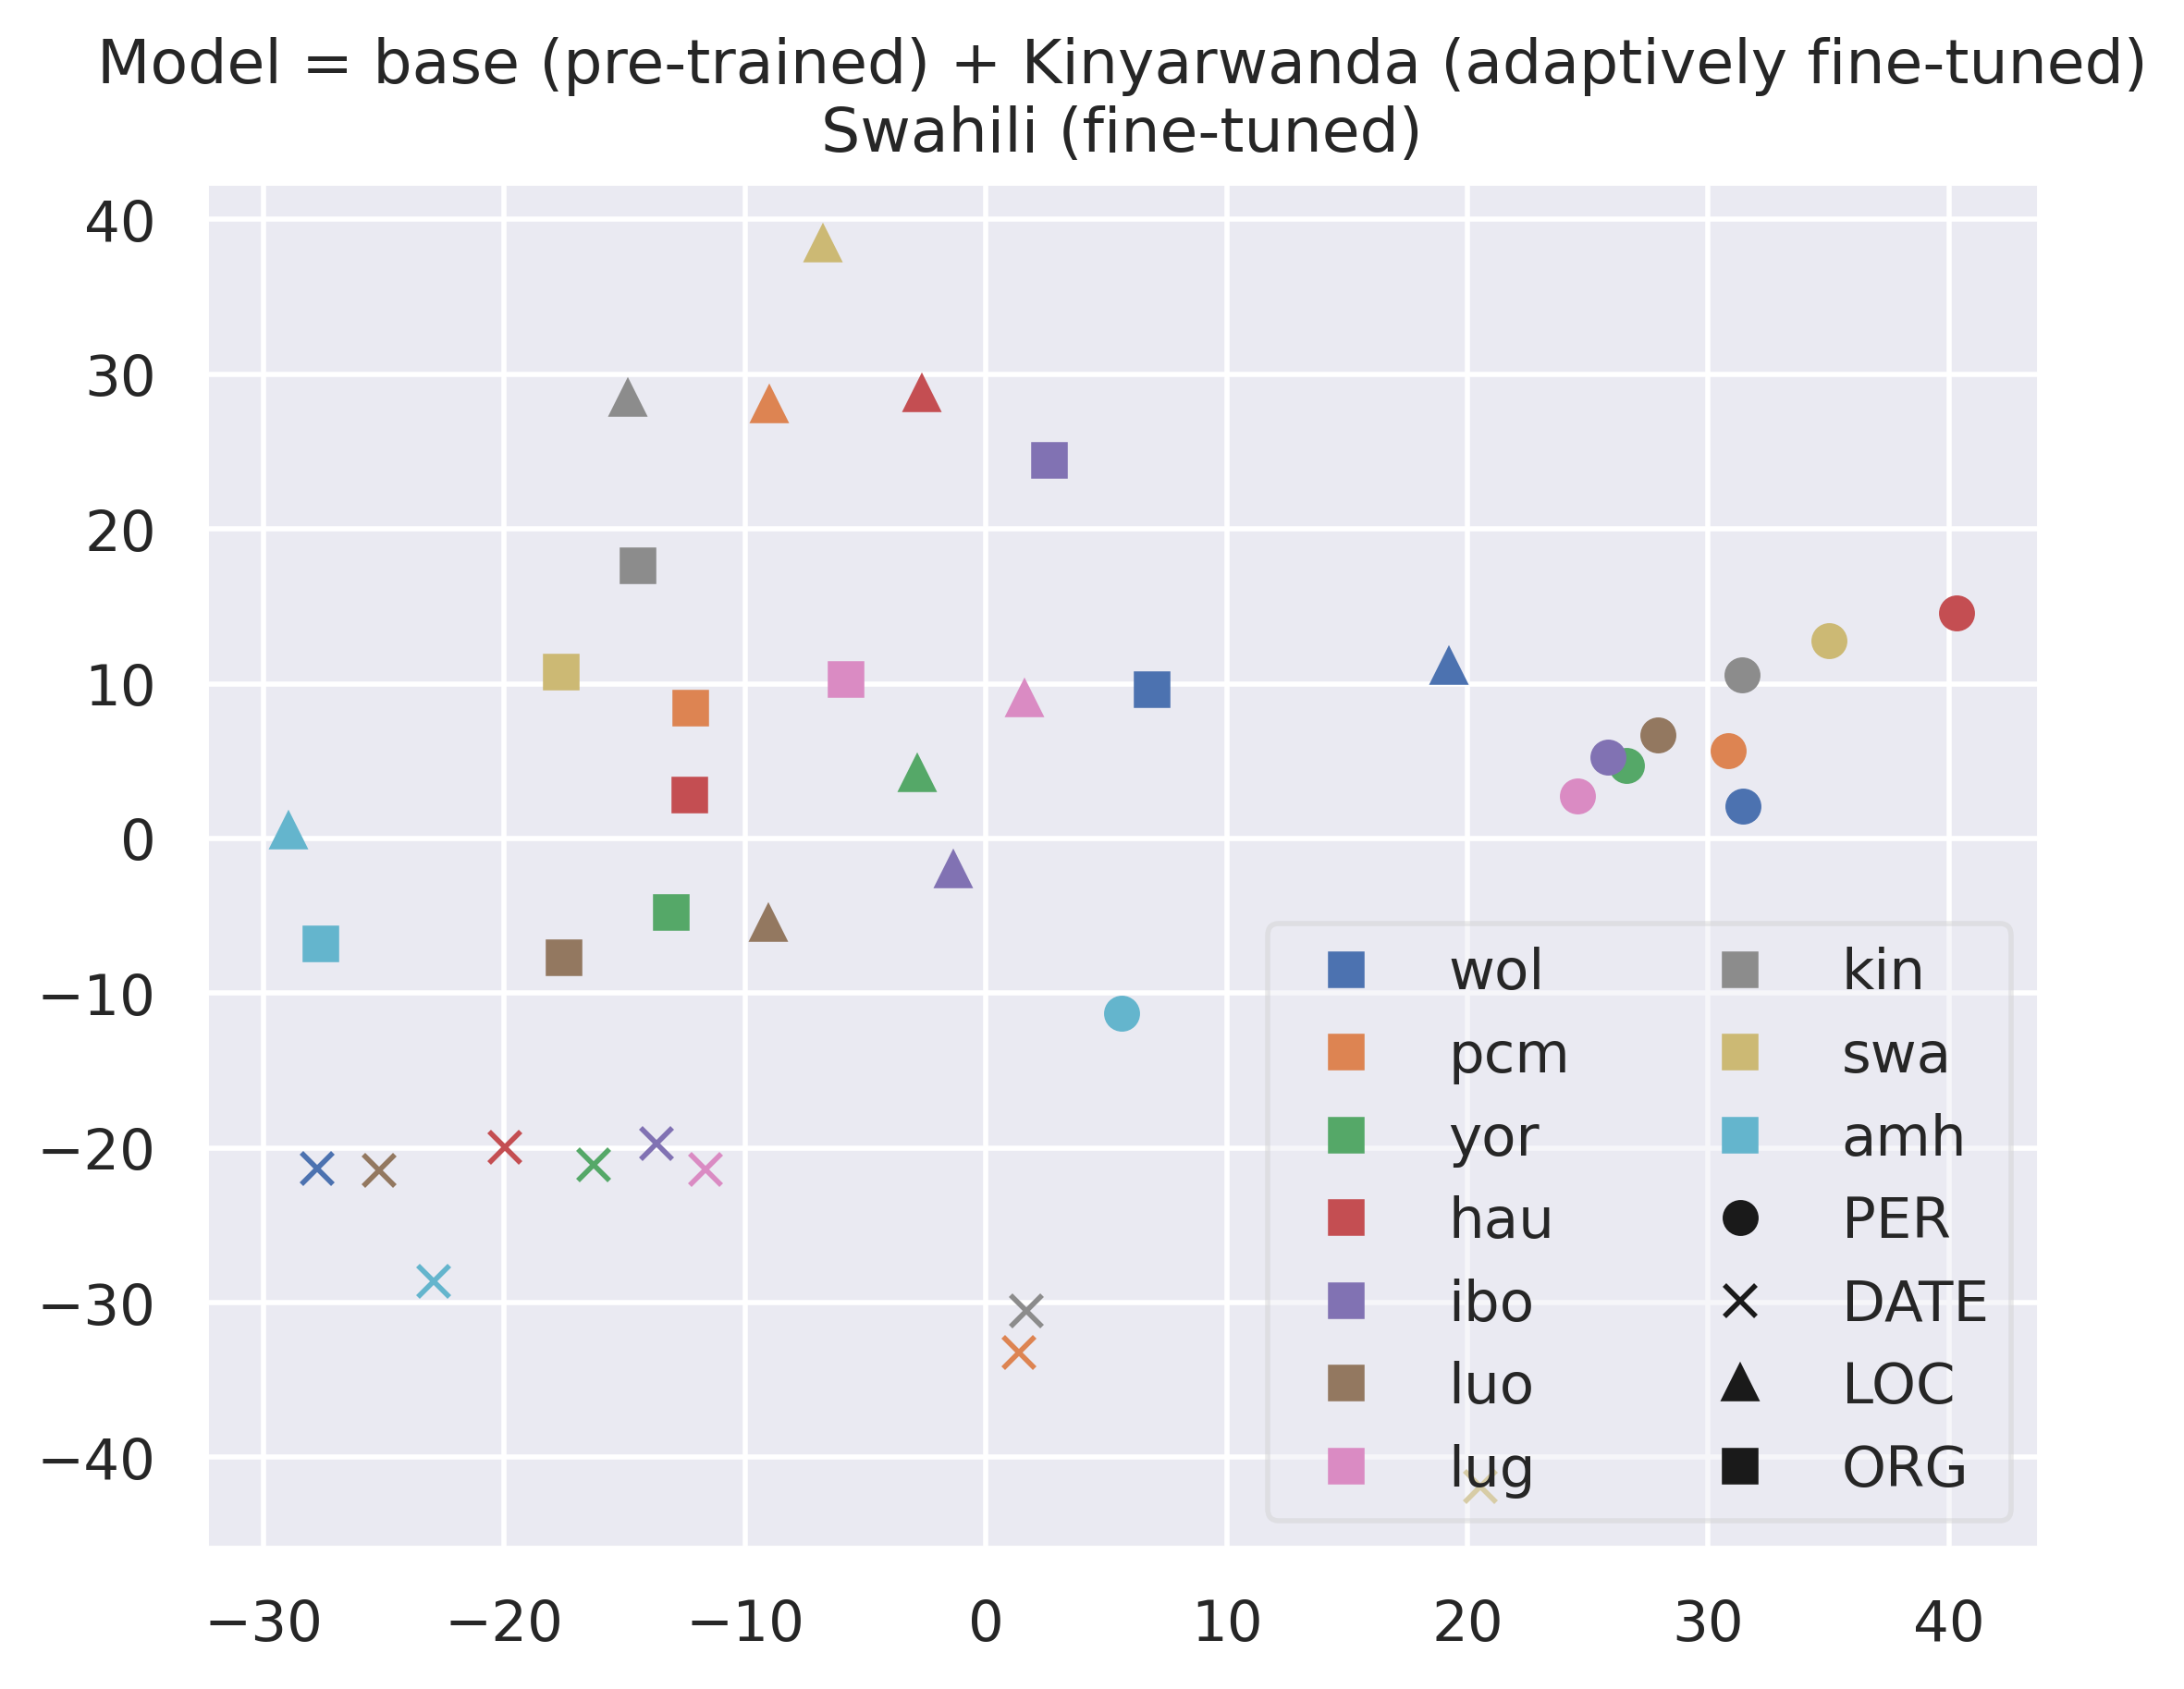 Model = base (pre-trained) + Kinyarwanda (adaptively fine-tuned)
Swahili (fine-tuned)
40
30
20
10
0
−10
−20
−30
−40
−30 −20 −10 0 10 20 30 40
wol
pcm
yor
hau
ibo
luo
lug
kin
swa
amh
PER
DATE
LOC
ORG